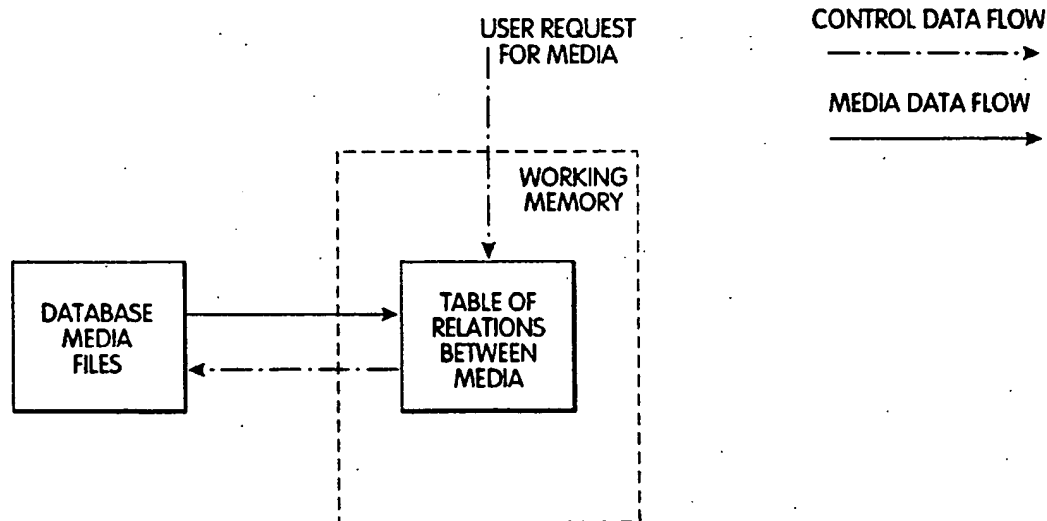 USER REQUEST
FOR MEDIA
CONTROL DATA FLOW
MEDIA DATA FLOW
WORKING
MEMORY
DATABASE
MEDIA
FILES
TABLE OF
RELATIONS
BETWEEN
MEDIA